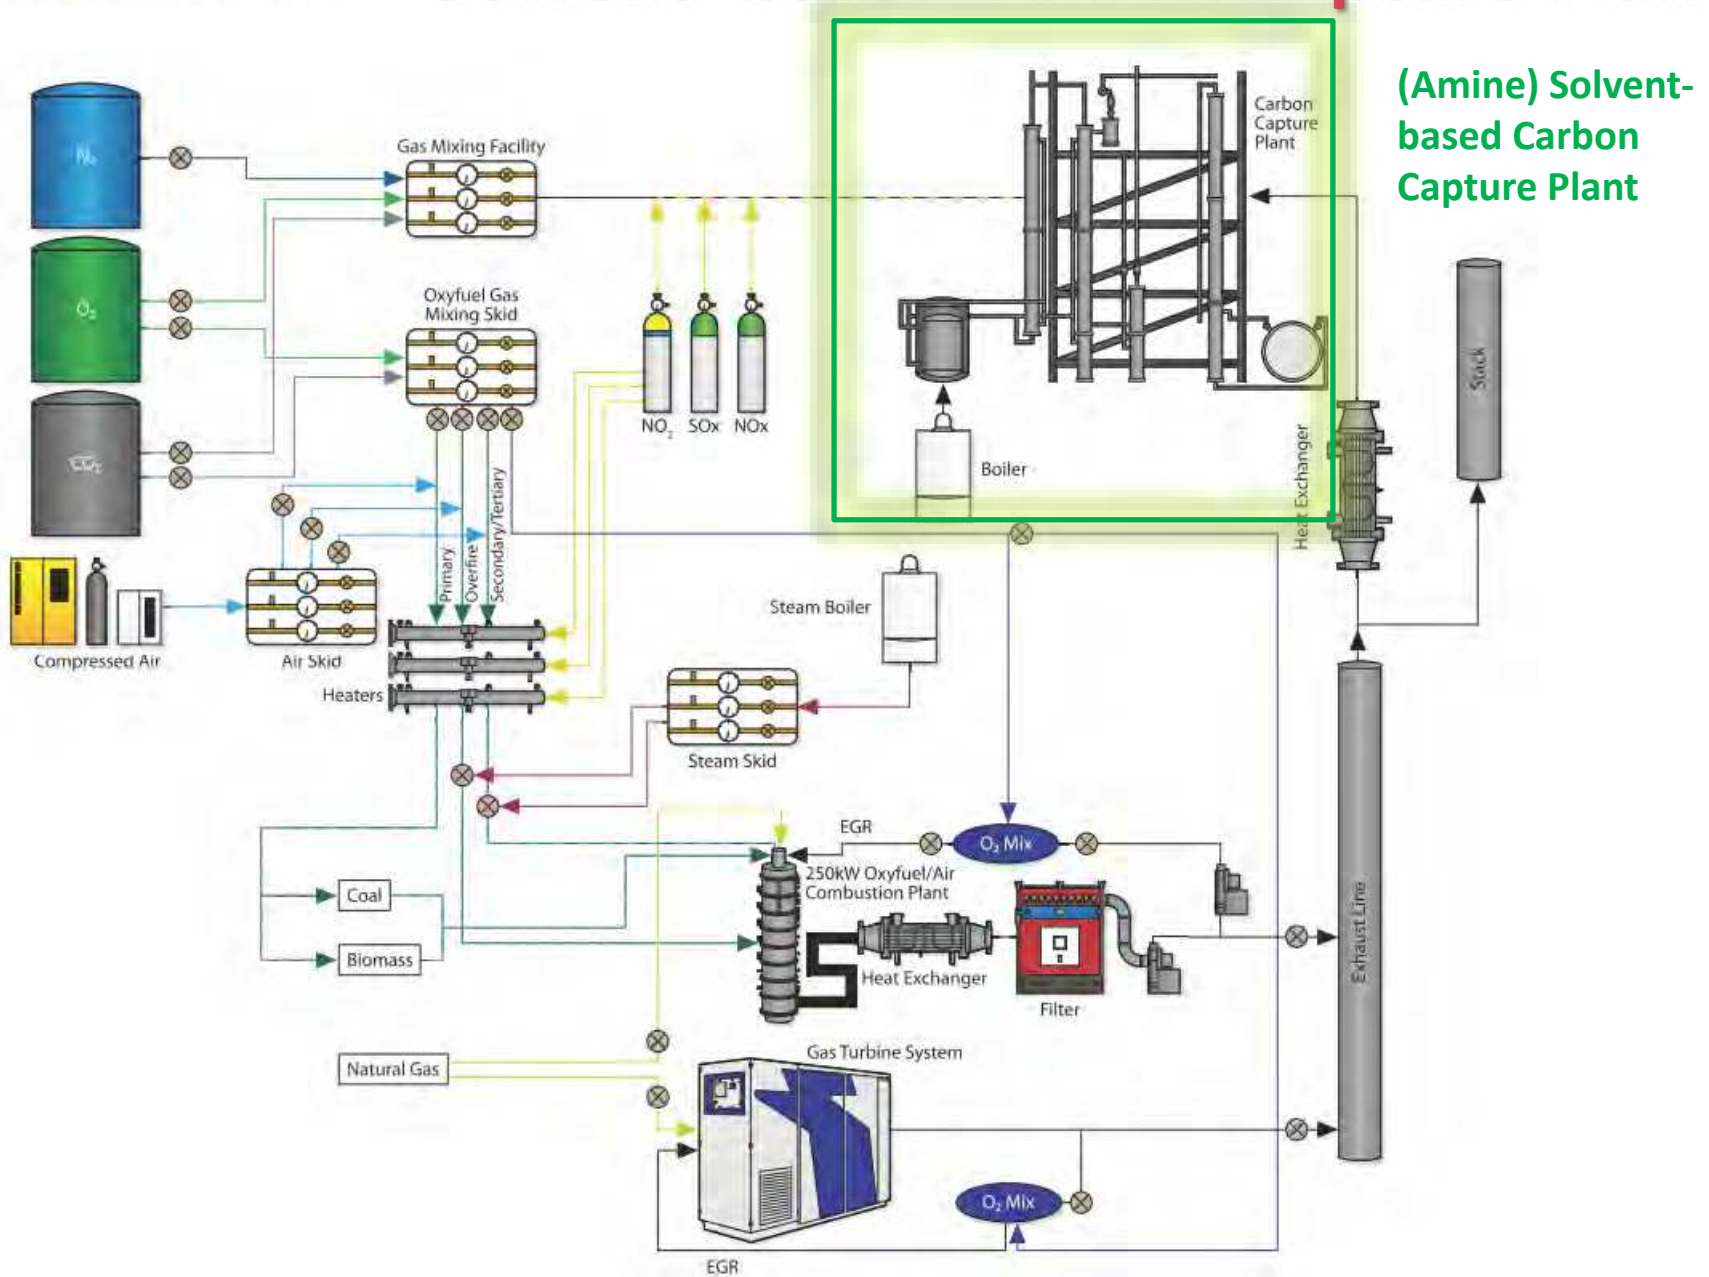 (Amine) Solvent-
based Carbon
Capture Plant
Carbon
Capture
Plant
Gas Mixing Facility
N₂
O₂
Oxyfuel Gas
Mixing Skid
NO₂
SOx
NOx
Boiler
Heat Exchanger
Stack
Primary
Overfire
Secondary/Tertiary
Steam Boiler
Compressed Air
Air Skid
Heaters
Steam Skid
EGR
O₂ Mix
250kW Oxyfuel/Air
Combustion Plant
Coal
Biomass
Heat Exchanger
Filter
Exhaust Line
Natural Gas
Gas Turbine System
O₂ Mix
EGR